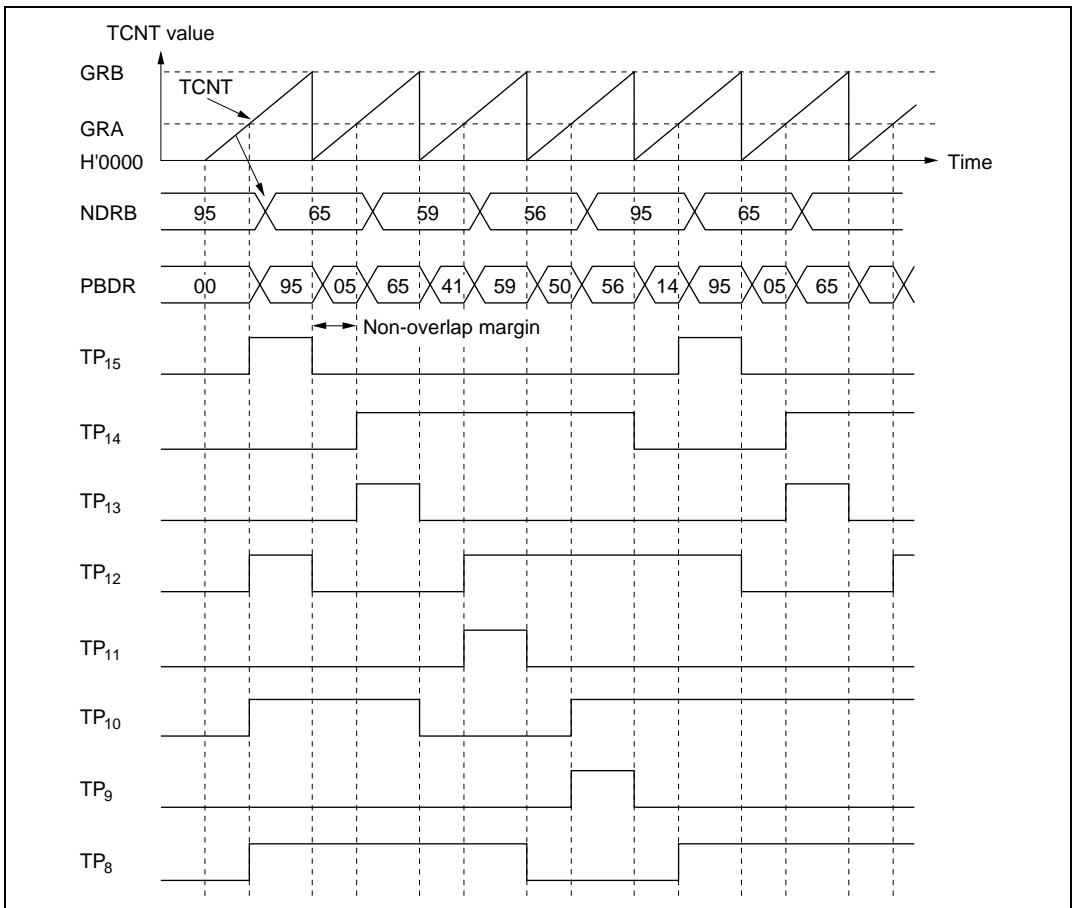 TCNT value
GRB
TCNT
GRA
H'0000
Time
NDRB 95 65 59 56 95 65
PBDR 00 95 05 65 41 59 50 56 14 95 05 65
Non-overlap margin
TP15
TP14
TP13
TP12
TP11
TP10
TP9
TP8